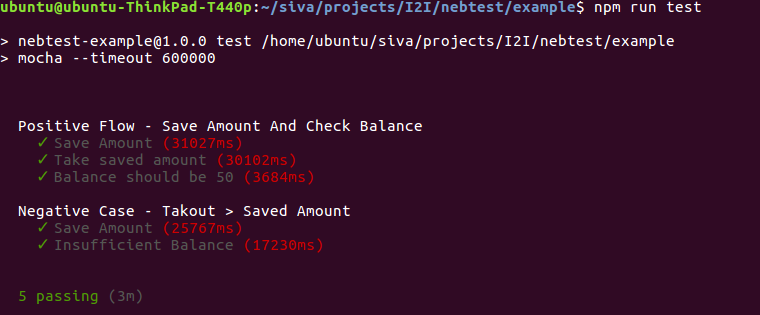 ubuntu@ubuntu-ThinkPad-T440p:~/siva/projects/I2I/nebtest/example$ npm run test
> nebtest-example@1.0.0 test /home/ubuntu/siva/projects/I2I/nebtest/example
> mocha --timeout 600000
Positive Flow - Save Amount And Check Balance
✓ Save Amount (31027ms)
✓ Take saved amount (30102ms)
✓ Balance should be 50 (3684ms)
Negative Case - Takout > Saved Amount
✓ Save Amount (25767ms)
✓ Insufficient Balance (17230ms)
5 passing (3m)